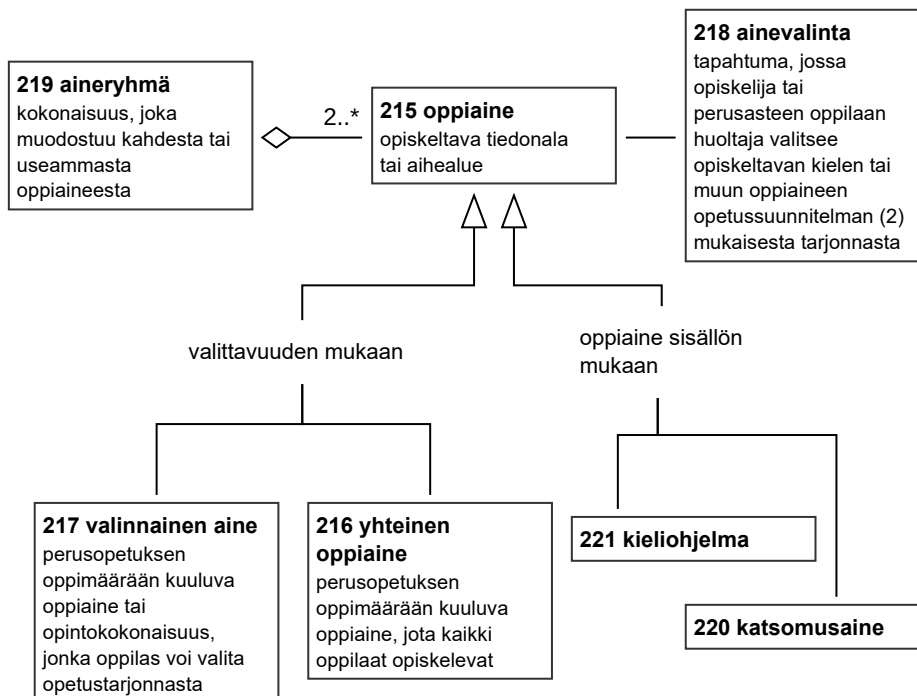 219 aineryhmä
kokonaisuus, joka
muodostuu kahdesta tai
useammasta
oppiaineesta
2..*
215 oppiaine
opiskeltava tiedonala
tai aihealue
218 ainevalinta
tapahtuma, jossa
opiskelija tai
perusasteen oppilaan
huoltaja valitsee
opiskeltavan kielen tai
muun oppiaineen
opetussuunnitelman (2)
mukaisesta tarjonnasta
valittavuuden mukaan
oppiaine sisällön
mukaan
217 valinnainen aine
perusopetuksen
oppimäärään kuuluva
oppiaine tai
opintokokonaisuus,
jonka oppilas voi valita
opetustarjonnasta
216 yhteinen
oppiaine
perusopetuksen
oppimäärään kuuluva
oppiaine, jota kaikki
oppilaat opiskelevat
221 kieliohjelma
220 katsomusaine